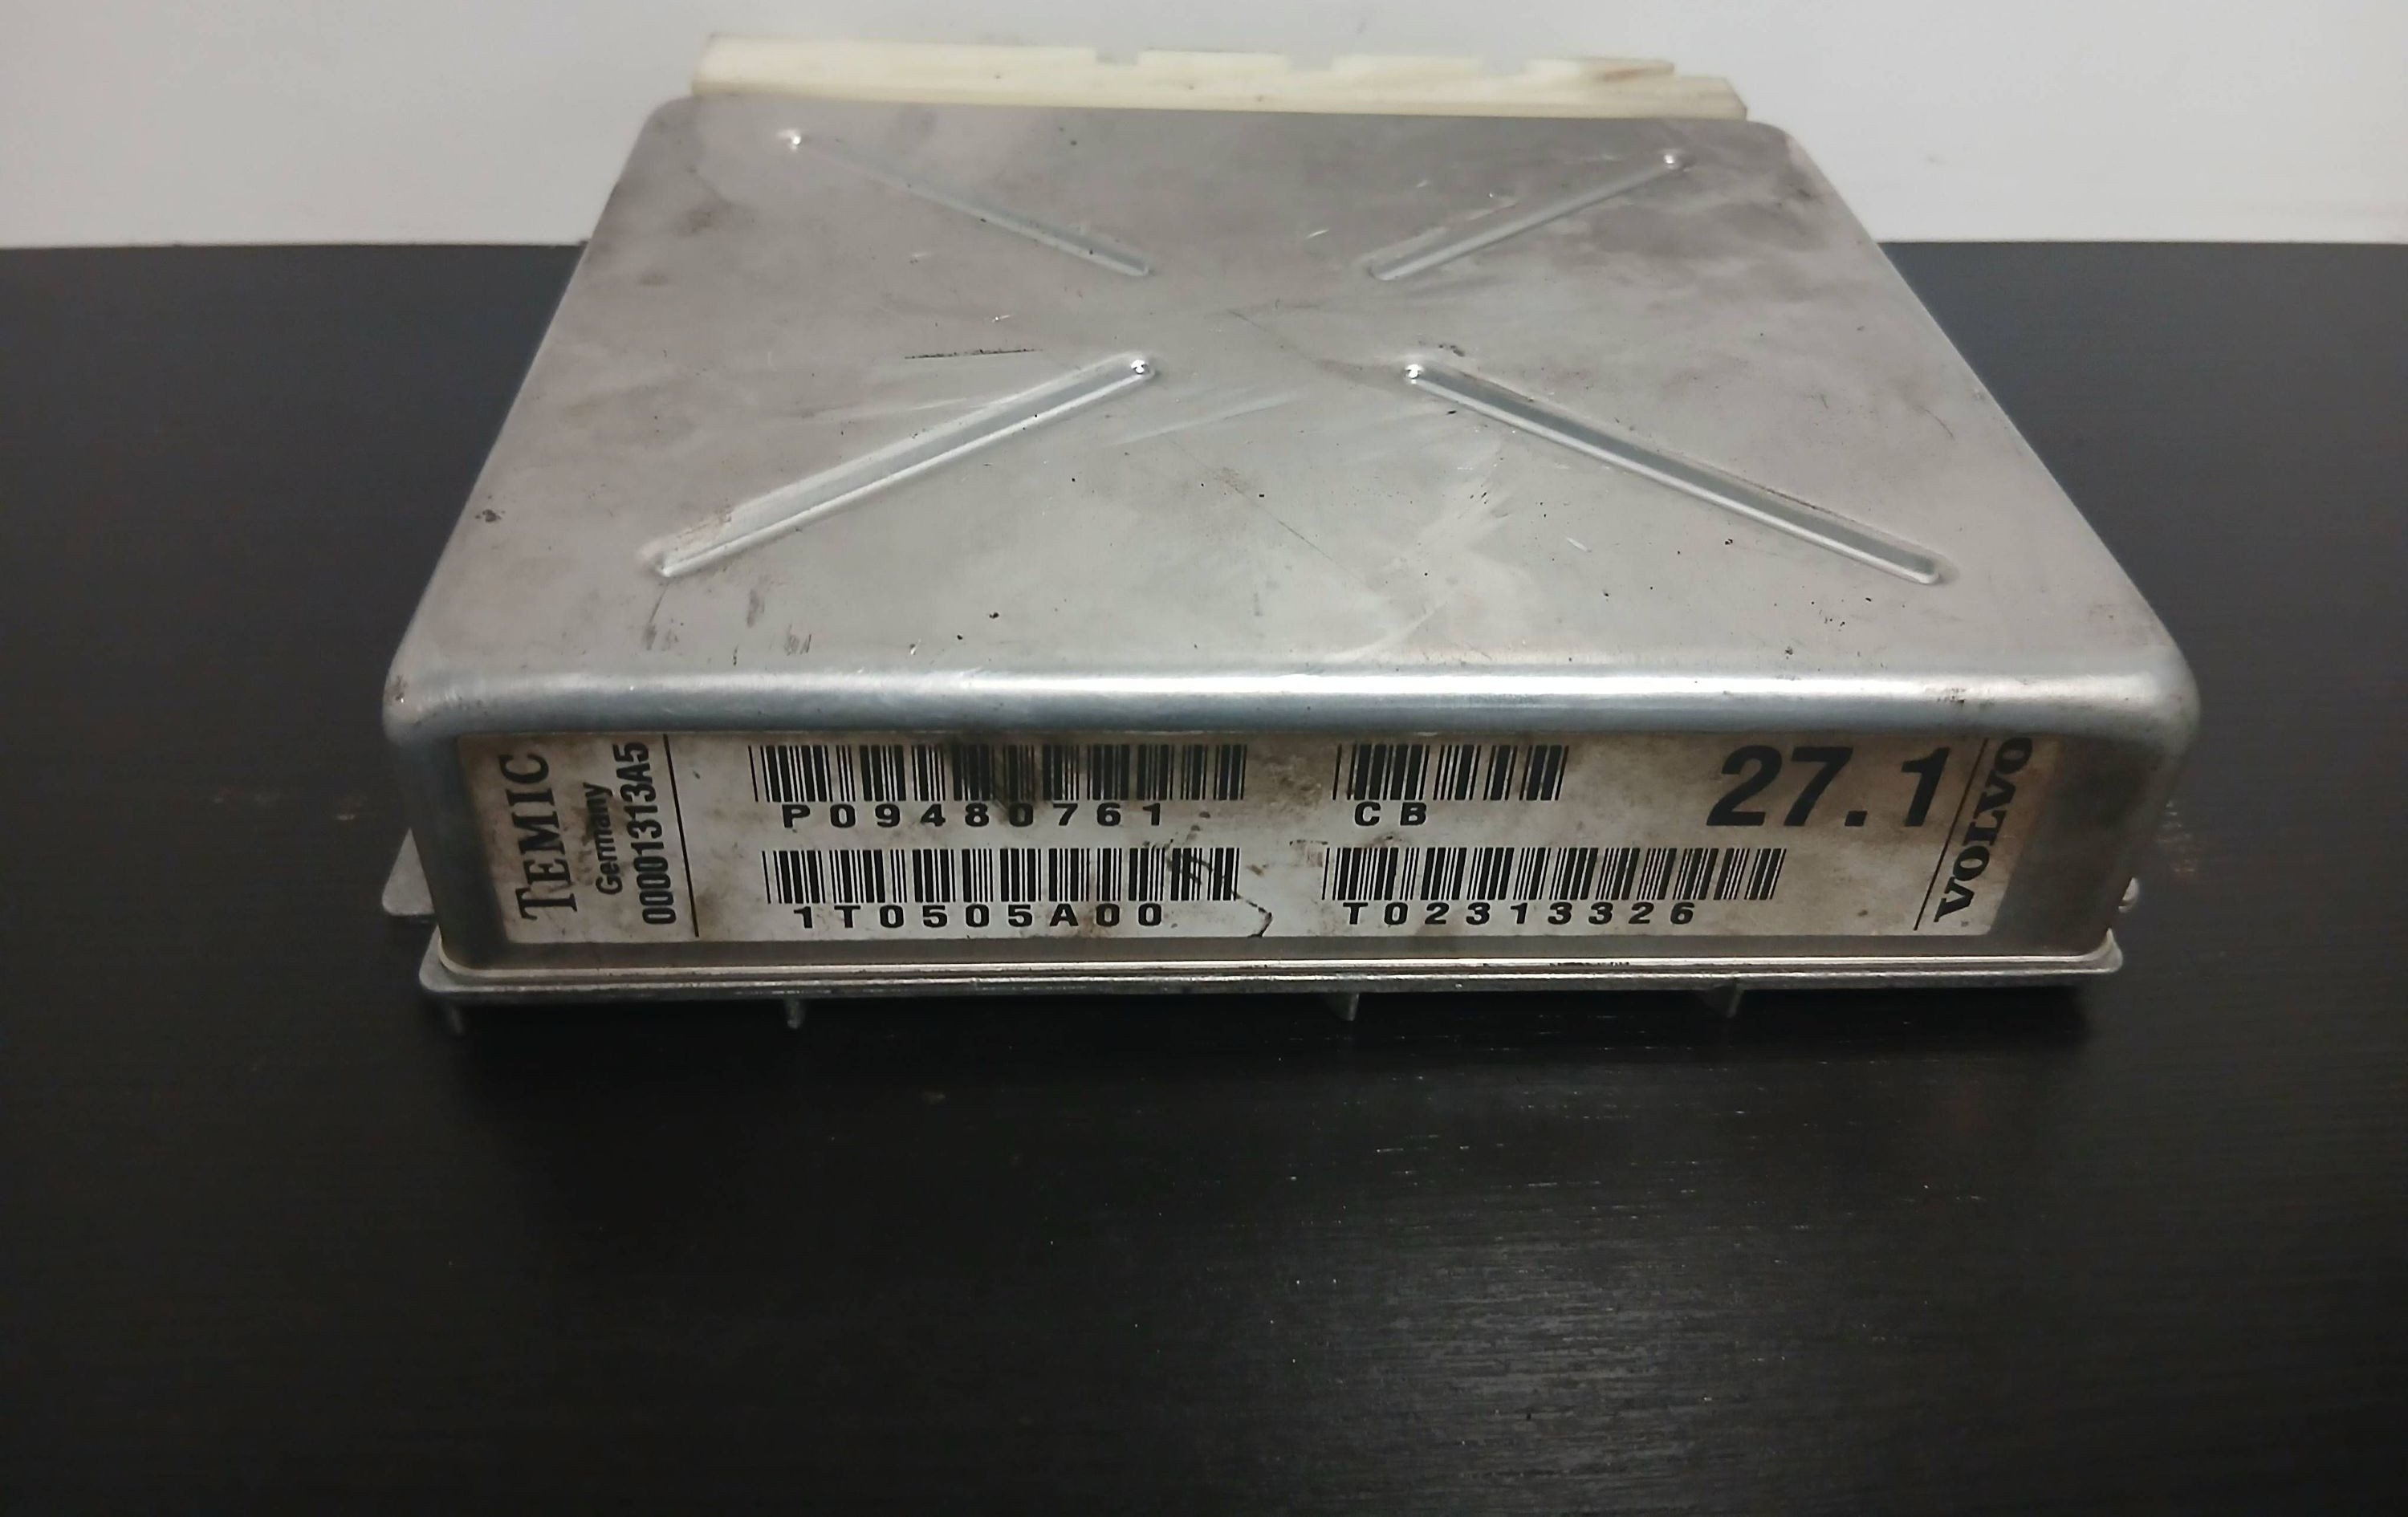 TEMIC
Germany
00001313A5
P09480761
CB
27.1
1T0505A00
T02313326
VOLVO